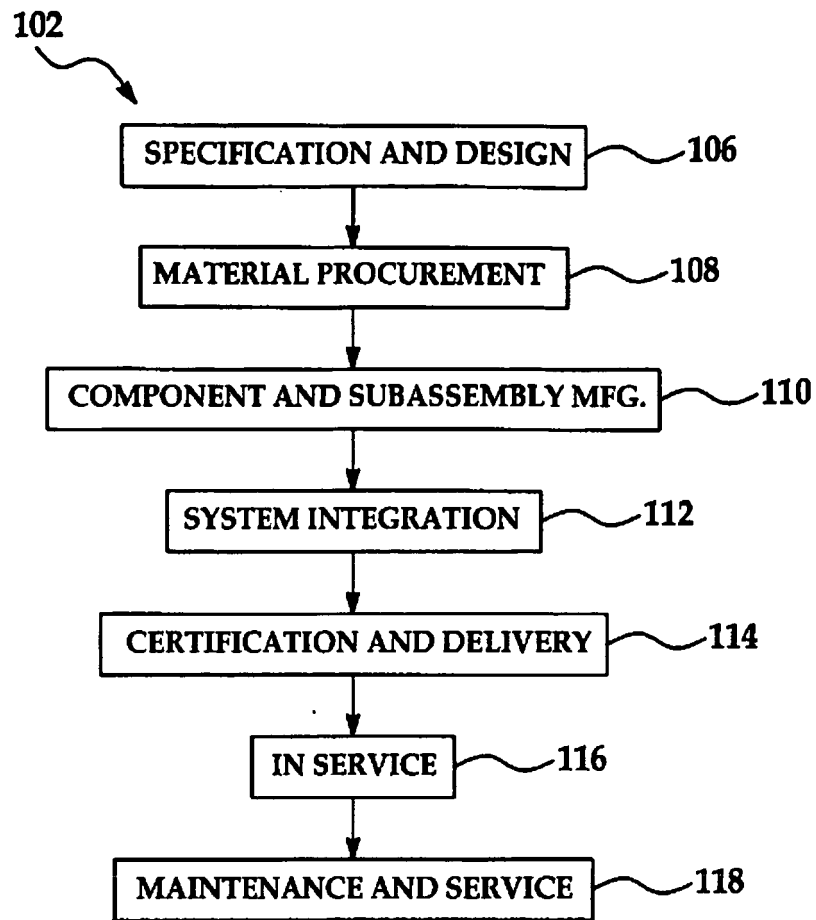 102
SPECIFICATION AND DESIGN 106
MATERIAL PROCUREMENT 108
COMPONENT AND SUBASSEMBLY MFG. 110
SYSTEM INTEGRATION 112
CERTIFICATION AND DELIVERY 114
IN SERVICE 116
MAINTENANCE AND SERVICE 118